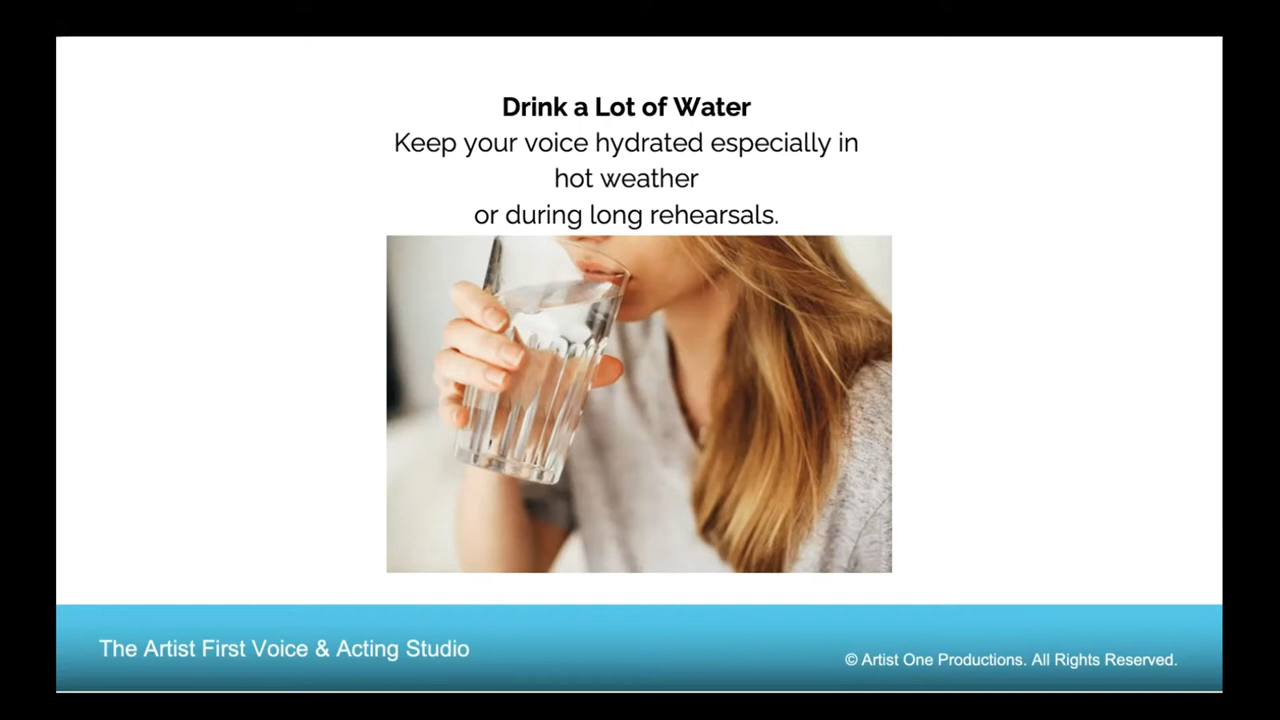 Drink a Lot of Water
Keep your voice hydrated especially in
hot weather
or during long rehearsals.
The Artist First Voice & Acting Studio
© Artist One Productions. All Rights Reserved.